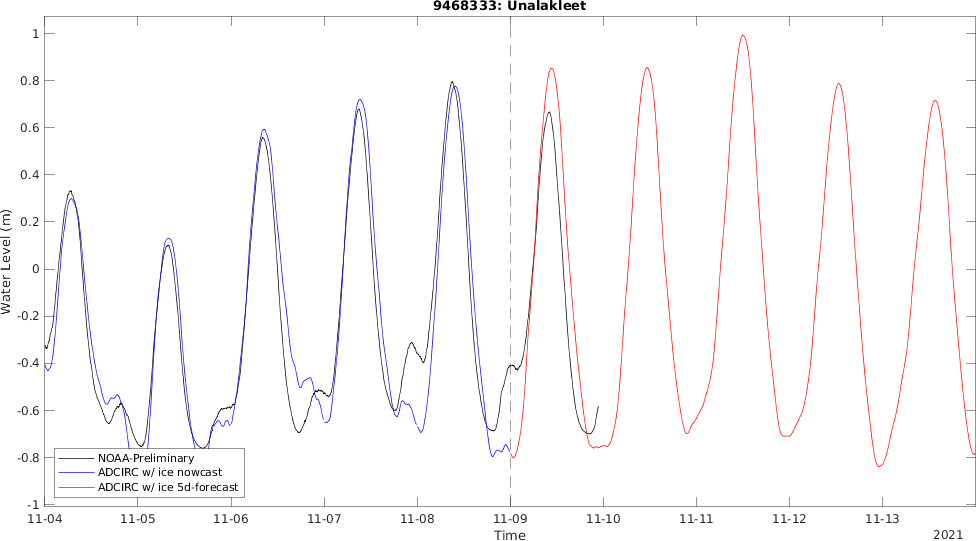 9468333: Unalakleet
Water Level (m)
1
0.8
0.6
0.4
0.2
0
-0.2
-0.4
-0.6
-0.8
-1
NOAA-Preliminary
ADCIRC w/ ice nowcast
ADCIRC w/ ice 5d-forecast
11-04 11-05 11-06 11-07 11-08 11-09 11-10 11-11 11-12 11-13
Time
2021